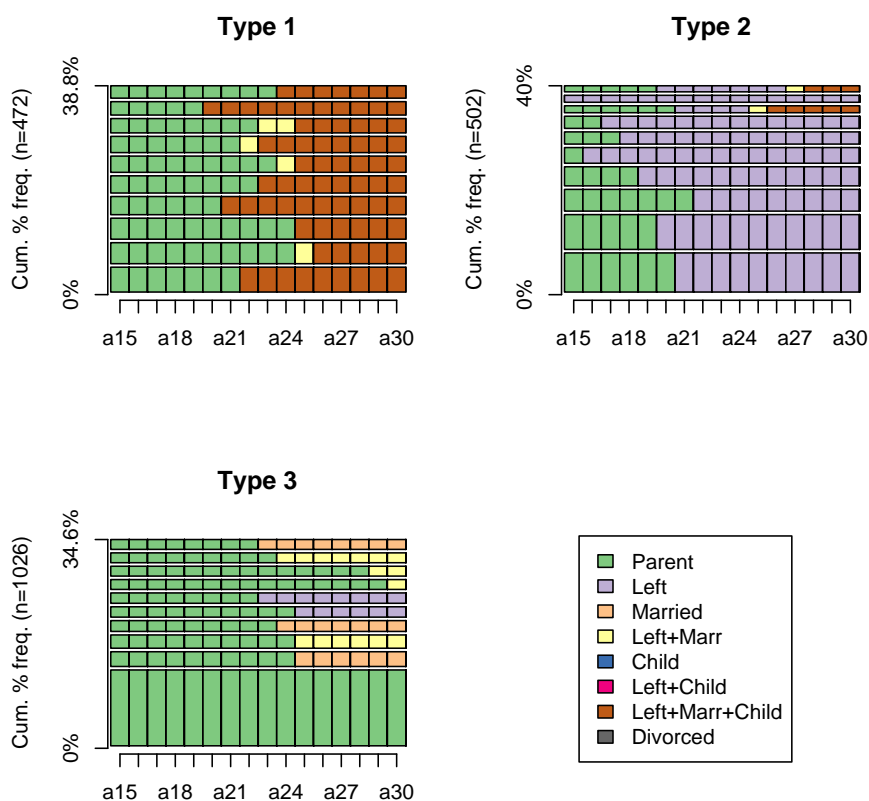 Type 1
Cum. % freq. (n=472)
38.8%
0%
a15 a18 a21 a24 a27 a30
Type 2
Cum. % freq. (n=502)
40%
0%
a15 a18 a21 a24 a27 a30
Type 3
Cum. % freq. (n=1026)
34.6%
0%
a15 a18 a21 a24 a27 a30
Parent
Left
Married
Left+Marr
Child
Left+Child
Left+Marr+Child
Divorced